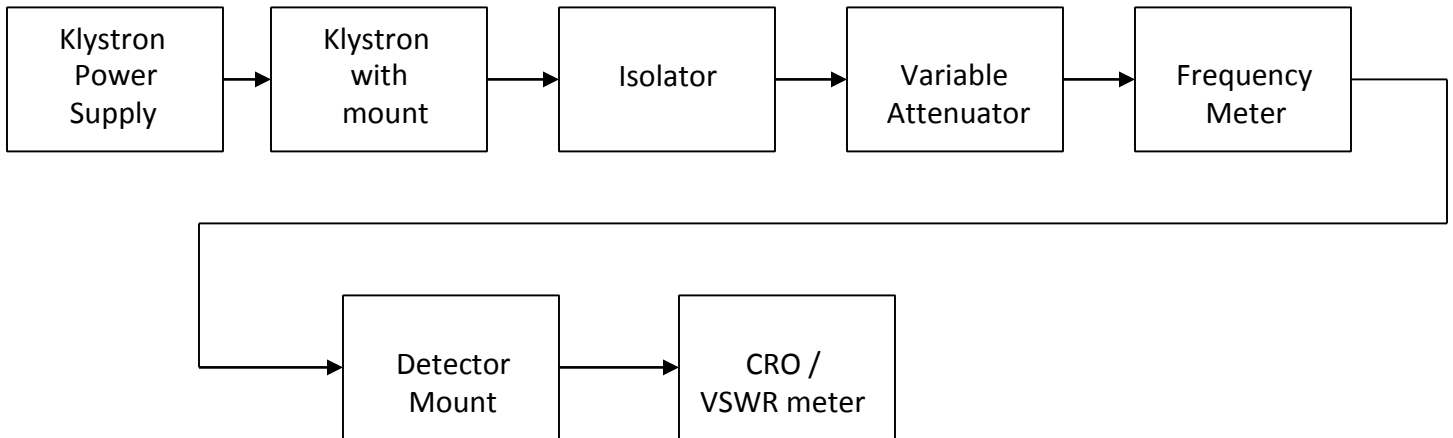 Klystron
Power
Supply
Klystron
with
mount
Isolator
Variable
Attenuator
Frequency
Meter
Detector
Mount
CRO /
VSWR meter